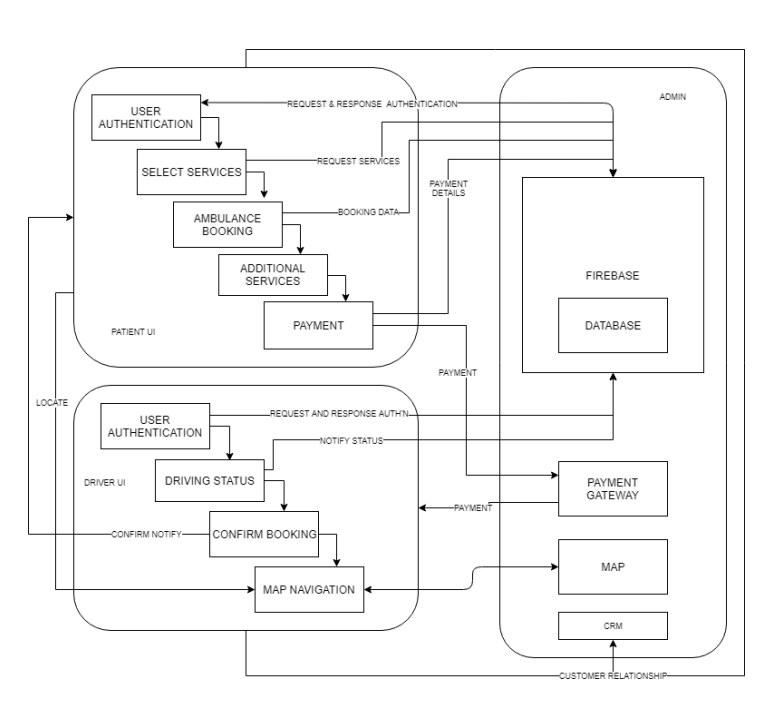 ADMIN
USER
AUTHENTICATION
REQUEST & RESPONSE AUTHENTICATION
SELECT SERVICES
REQUEST SERVICES
PAYMENT
DETAILS
AMBULANCE
BOOKING
BOOKING DATA
ADDITIONAL
SERVICES
FIREBASE
PAYMENT
DATABASE
PATIENT UI
PAYMENT
LOCATE
USER
AUTHENTICATION
REQUEST AND RESPONSE AUTH'N
NOTIFY STATUS
DRIVER UI
DRIVING STATUS
PAYMENT
GATEWAY
PAYMENT
CONFIRM NOTIFY
CONFIRM BOOKING
MAP
MAP NAVIGATION
CRM
CUSTOMER RELATIONSHIP